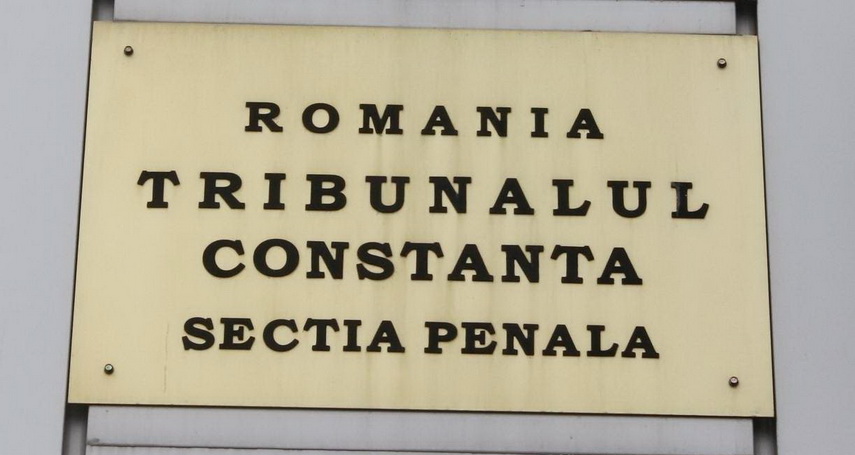 ROMANIA
TRIBUNALUL
CONSTANTA
SECTIA PENALA